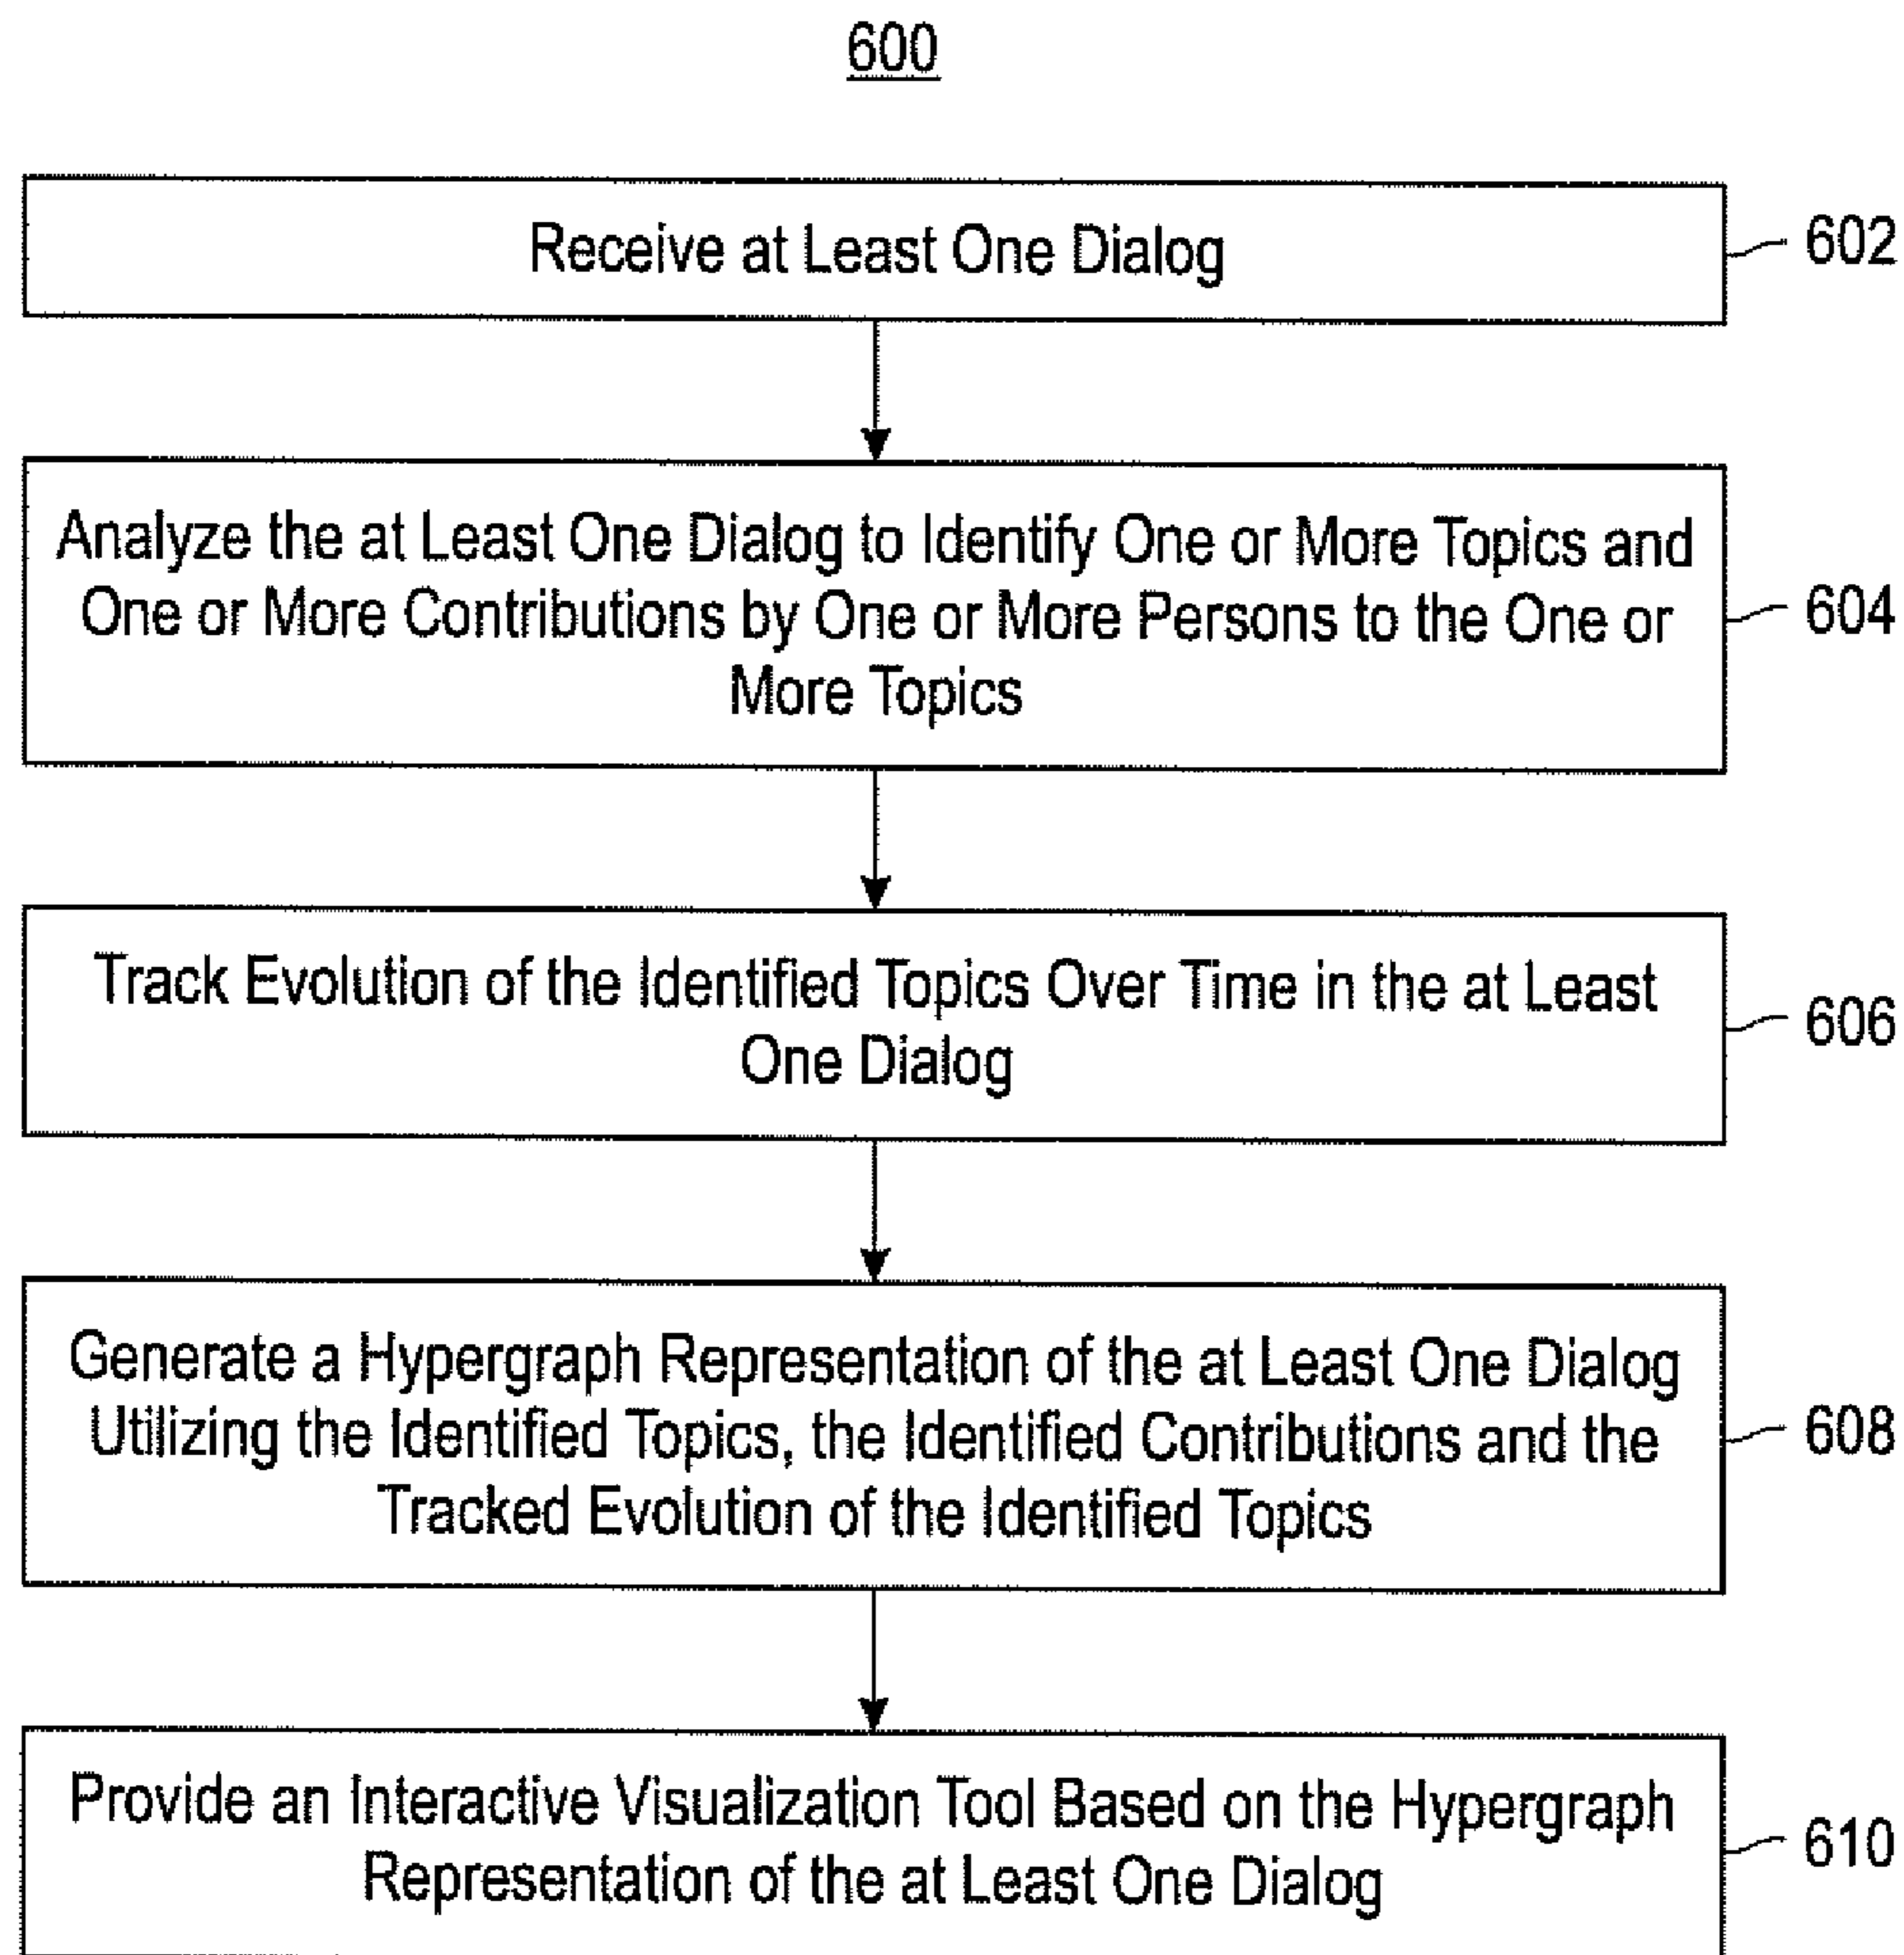 600
Receive at Least One Dialog
602
Analyze the at Least One Dialog to Identify One or More Topics and
One or More Contributions by One or More Persons to the One or
More Topics
604
Track Evolution of the Identified Topics Over Time in the at Least
One Dialog
606
Generate a Hypergraph Representation of the at Least One Dialog
Utilizing the Identified Topics, the Identified Contributions and the
Tracked Evolution of the Identified Topics
608
Provide an Interactive Visualization Tool Based on the Hypergraph
Representation of the at Least One Dialog
610